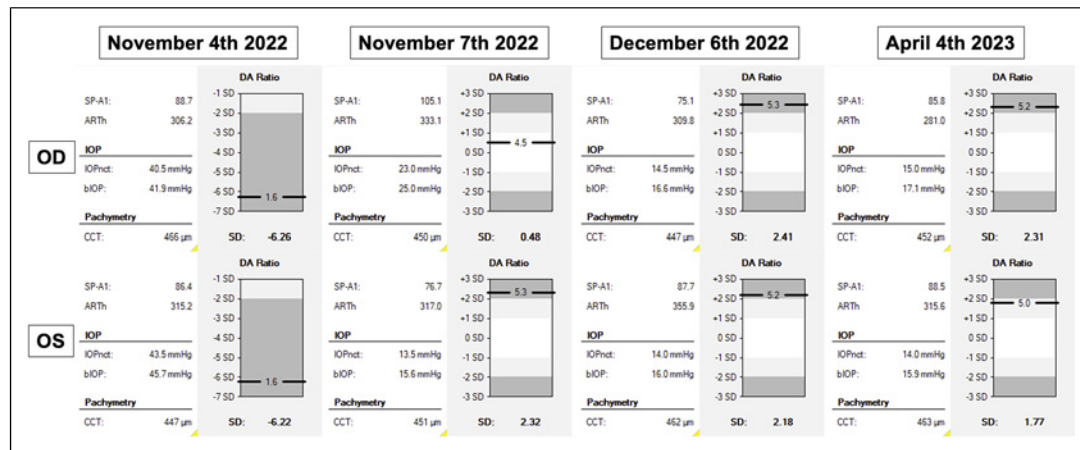 November 4th 2022 November 7th 2022 December 6th 2022 April 4th 2023
OD
DA Ratio
SP-A1: 88.7
ARTh 306.2
IOP
IOPnct: 40.5 mmHg
bIOP: 41.9 mmHg
Pachymetry
CCT: 466 µm
-1 SD
-2 SD
-3 SD
-4 SD
-5 SD
-6 SD
-7 SD
1.6
SD: -6.26
DA Ratio
SP-A1: 105.1
ARTh 333.1
IOP
IOPnct: 23.0 mmHg
bIOP: 25.0 mmHg
Pachymetry
CCT: 450 µm
+3 SD
+2 SD
+1 SD
0 SD
-1 SD
-2 SD
-3 SD
4.5
SD: 0.48
DA Ratio
SP-A1: 75.1
ARTh 309.8
IOP
IOPnct: 14.5 mmHg
bIOP: 16.6 mmHg
Pachymetry
CCT: 447 µm
+3 SD
+2 SD
+1 SD
0 SD
-1 SD
-2 SD
-3 SD
5.3
SD: 2.41
DA Ratio
SP-A1: 85.8
ARTh 281.0
IOP
IOPnct: 15.0 mmHg
bIOP: 17.1 mmHg
Pachymetry
CCT: 452 µm
+3 SD
+2 SD
+1 SD
0 SD
-1 SD
-2 SD
-3 SD
5.2
SD: 2.31
OS
DA Ratio
SP-A1: 86.4
ARTh 315.2
IOP
IOPnct: 43.5 mmHg
bIOP: 45.7 mmHg
Pachymetry
CCT: 447 µm
-1 SD
-2 SD
-3 SD
-4 SD
-5 SD
-6 SD
-7 SD
1.6
SD: -6.22
DA Ratio
SP-A1: 76.7
ARTh 317.0
IOP
IOPnct: 13.5 mmHg
bIOP: 15.6 mmHg
Pachymetry
CCT: 451 µm
+3 SD
+2 SD
+1 SD
0 SD
-1 SD
-2 SD
-3 SD
5.3
SD: 2.32
DA Ratio
SP-A1: 87.7
ARTh 355.9
IOP
IOPnct: 14.0 mmHg
bIOP: 16.0 mmHg
Pachymetry
CCT: 462 µm
+3 SD
+2 SD
+1 SD
0 SD
-1 SD
-2 SD
-3 SD
5.2
SD: 2.18
DA Ratio
SP-A1: 88.5
ARTh 315.6
IOP
IOPnct: 14.0 mmHg
bIOP: 15.9 mmHg
Pachymetry
CCT: 463 µm
+3 SD
+2 SD
+1 SD
0 SD
-1 SD
-2 SD
-3 SD
5.0
SD: 1.77